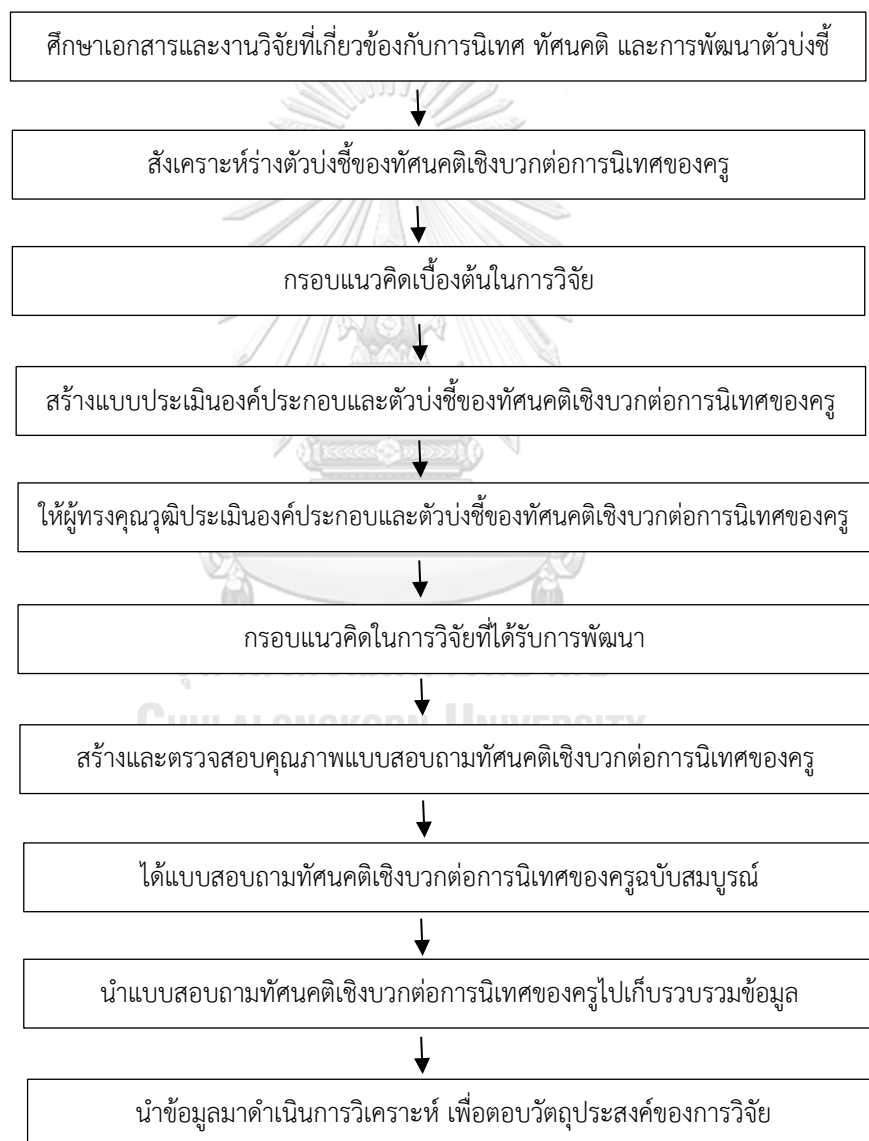 ศึกษาเอกสารและงานวิจัยที่เกี่ยวข้องกับการนิเทศ ทัศนคติ และการพัฒนาตัวบ่งชี้
สังเคราะห์ร่างตัวบ่งชี้ของทัศนคติเชิงบวกต่อการนิเทศของครู
กรอบแนวคิดเบื้องต้นในการวิจัย
สร้างแบบประเมินองค์ประกอบและตัวบ่งชี้ของทัศนคติเชิงบวกต่อการนิเทศของครู
ให้ผู้ทรงคุณวุฒิประเมินองค์ประกอบและตัวบ่งชี้ของทัศนคติเชิงบวกต่อการนิเทศของครู
กรอบแนวคิดในการวิจัยที่ได้รับการพัฒนา
CHULALONGKORN UNIVERSITY
สร้างและตรวจสอบคุณภาพแบบสอบถามทัศนคติเชิงบวกต่อการนิเทศของครู
ได้แบบสอบถามทัศนคติเชิงบวกต่อการนิเทศของครูฉบับสมบูรณ์
นำแบบสอบถามทัศนคติเชิงบวกต่อการนิเทศของครูไปเก็บรวบรวมข้อมูล
นำข้อมูลมาดำเนินการวิเคราะห์ เพื่อตอบวัตถุประสงค์ของการวิจัย